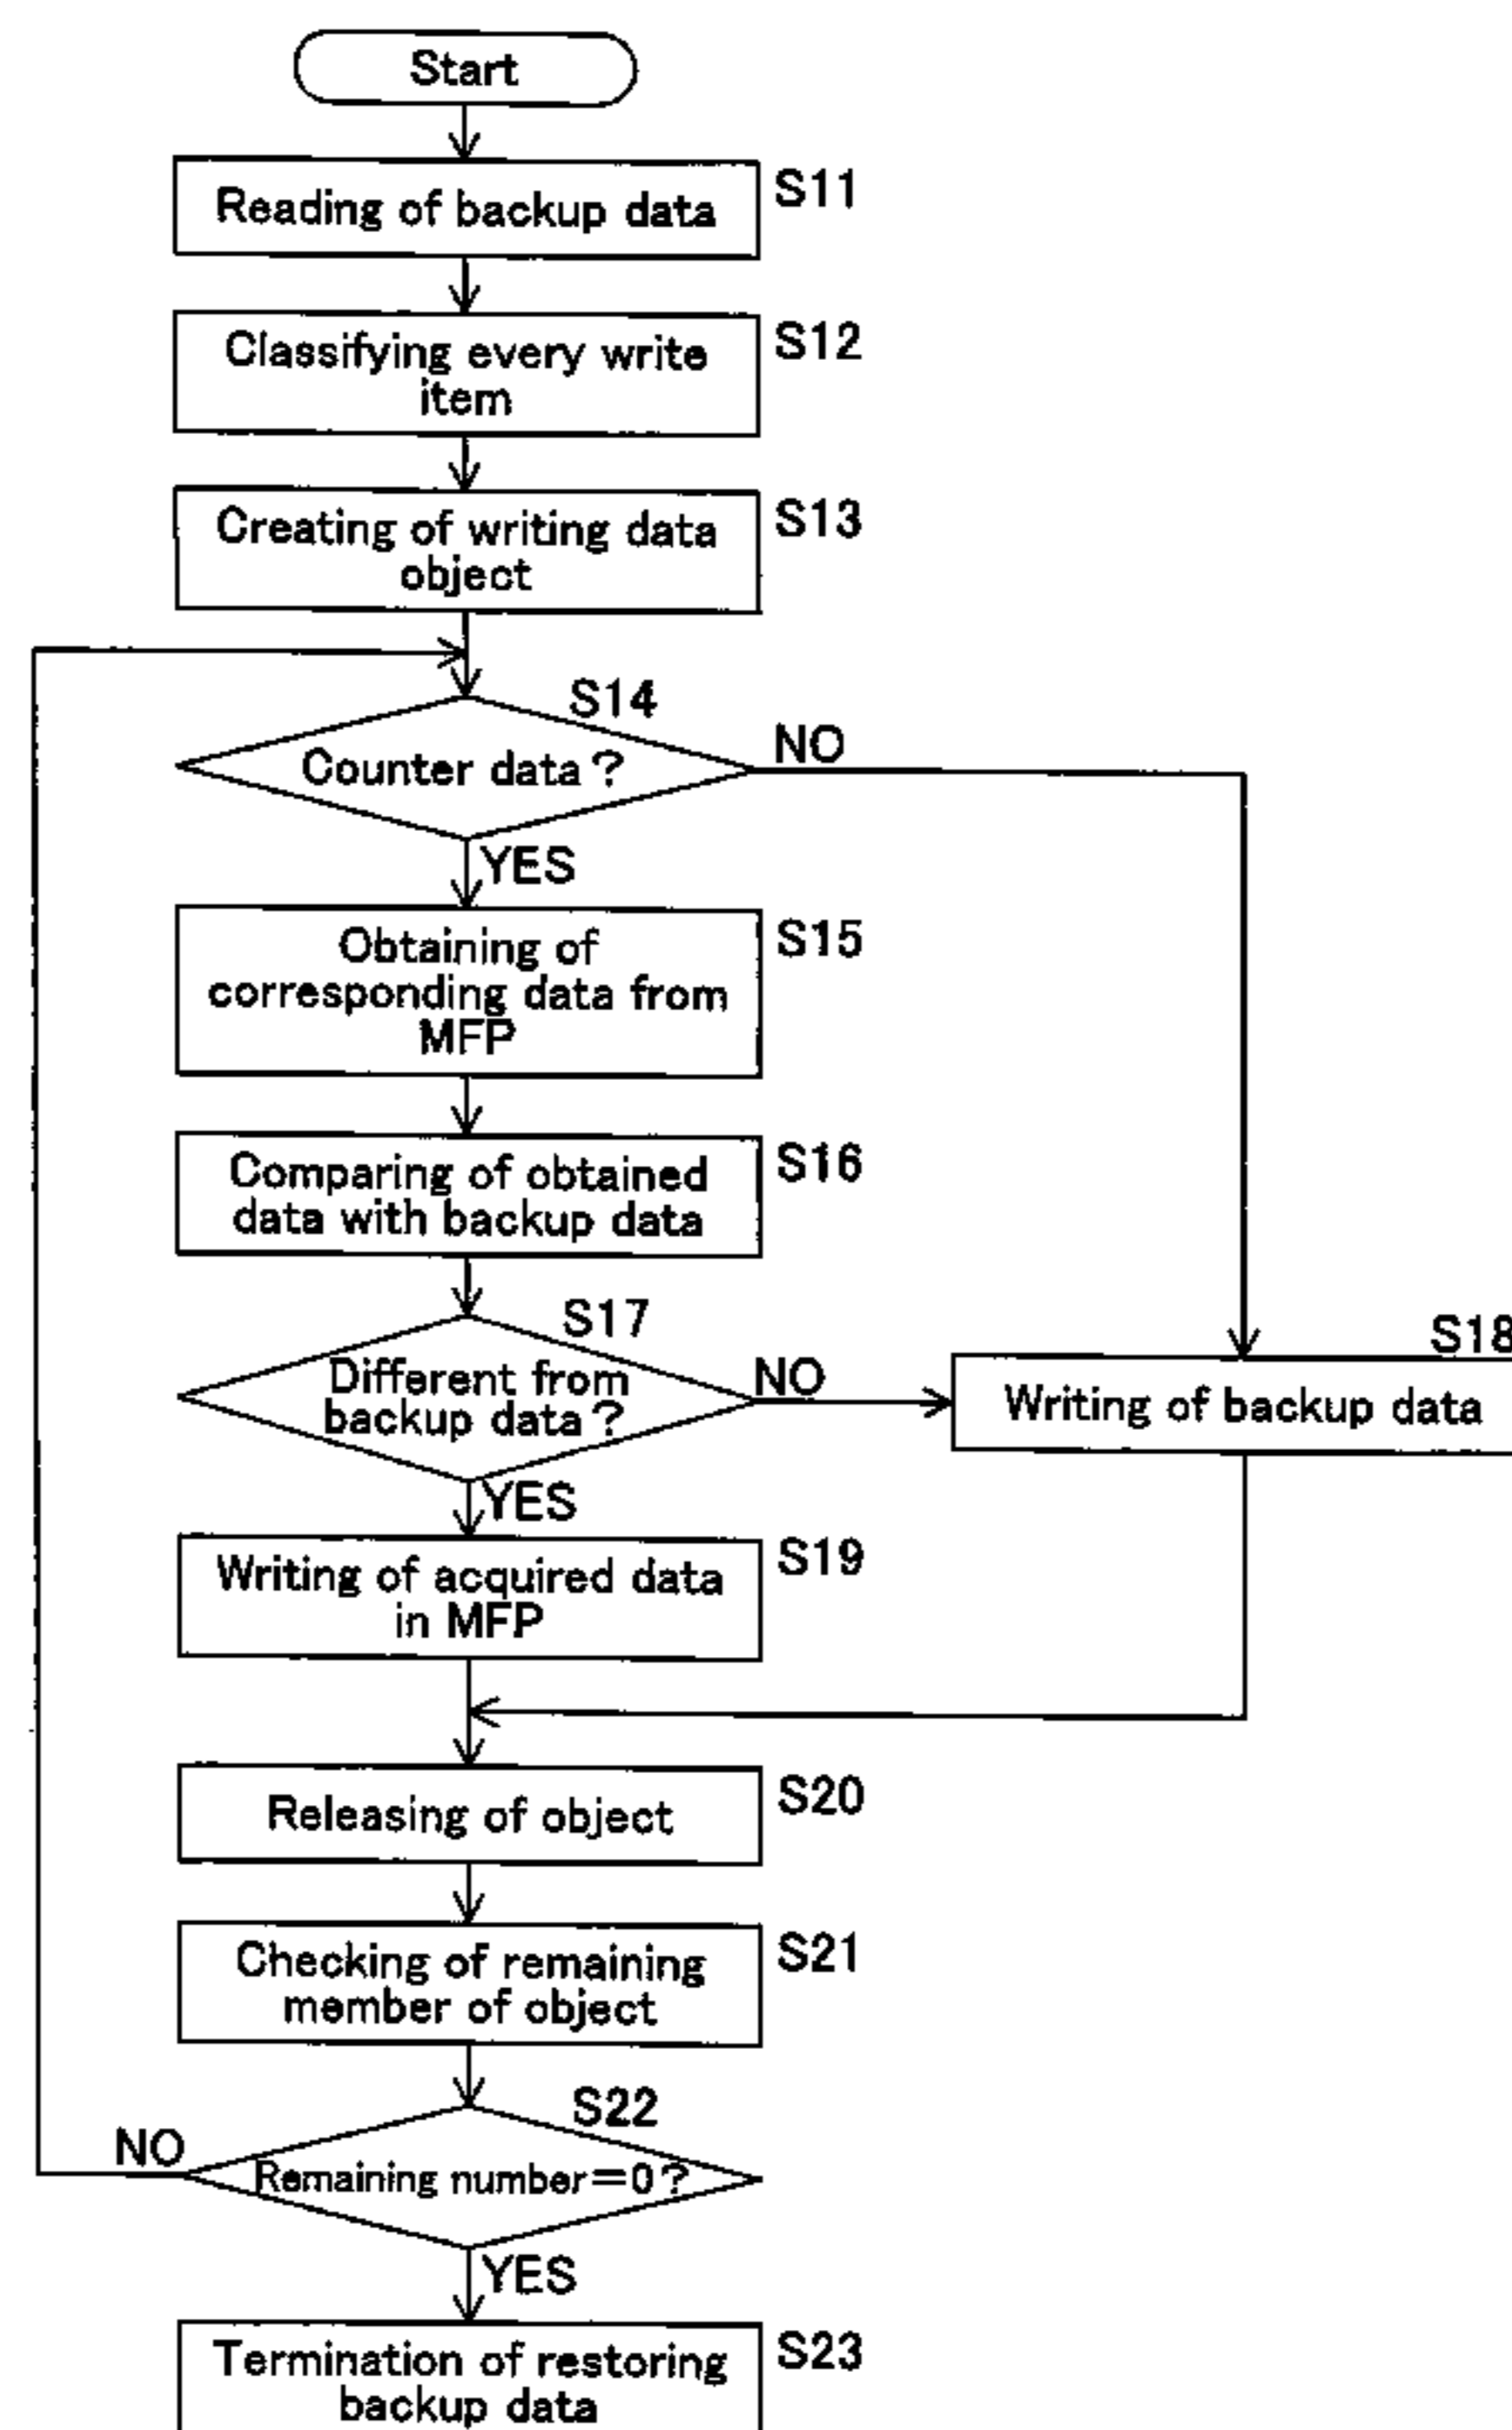 Start
Reading of backup data
S11
Classifying every write
item
S12
Creating of writing data
object
S13
S14
Counter data?
NO
YES
Obtaining of
corresponding data from
MFP
S15
Comparing of obtained
data with backup data
S16
S17
Different from
backup data?
NO
S18
Writing of backup data
YES
Writing of acquired data
in MFP
S19
Releasing of object
S20
Checking of remaining
member of object
S21
S22
NO
Remaining number=0?
YES
Termination of restoring
backup data
S23